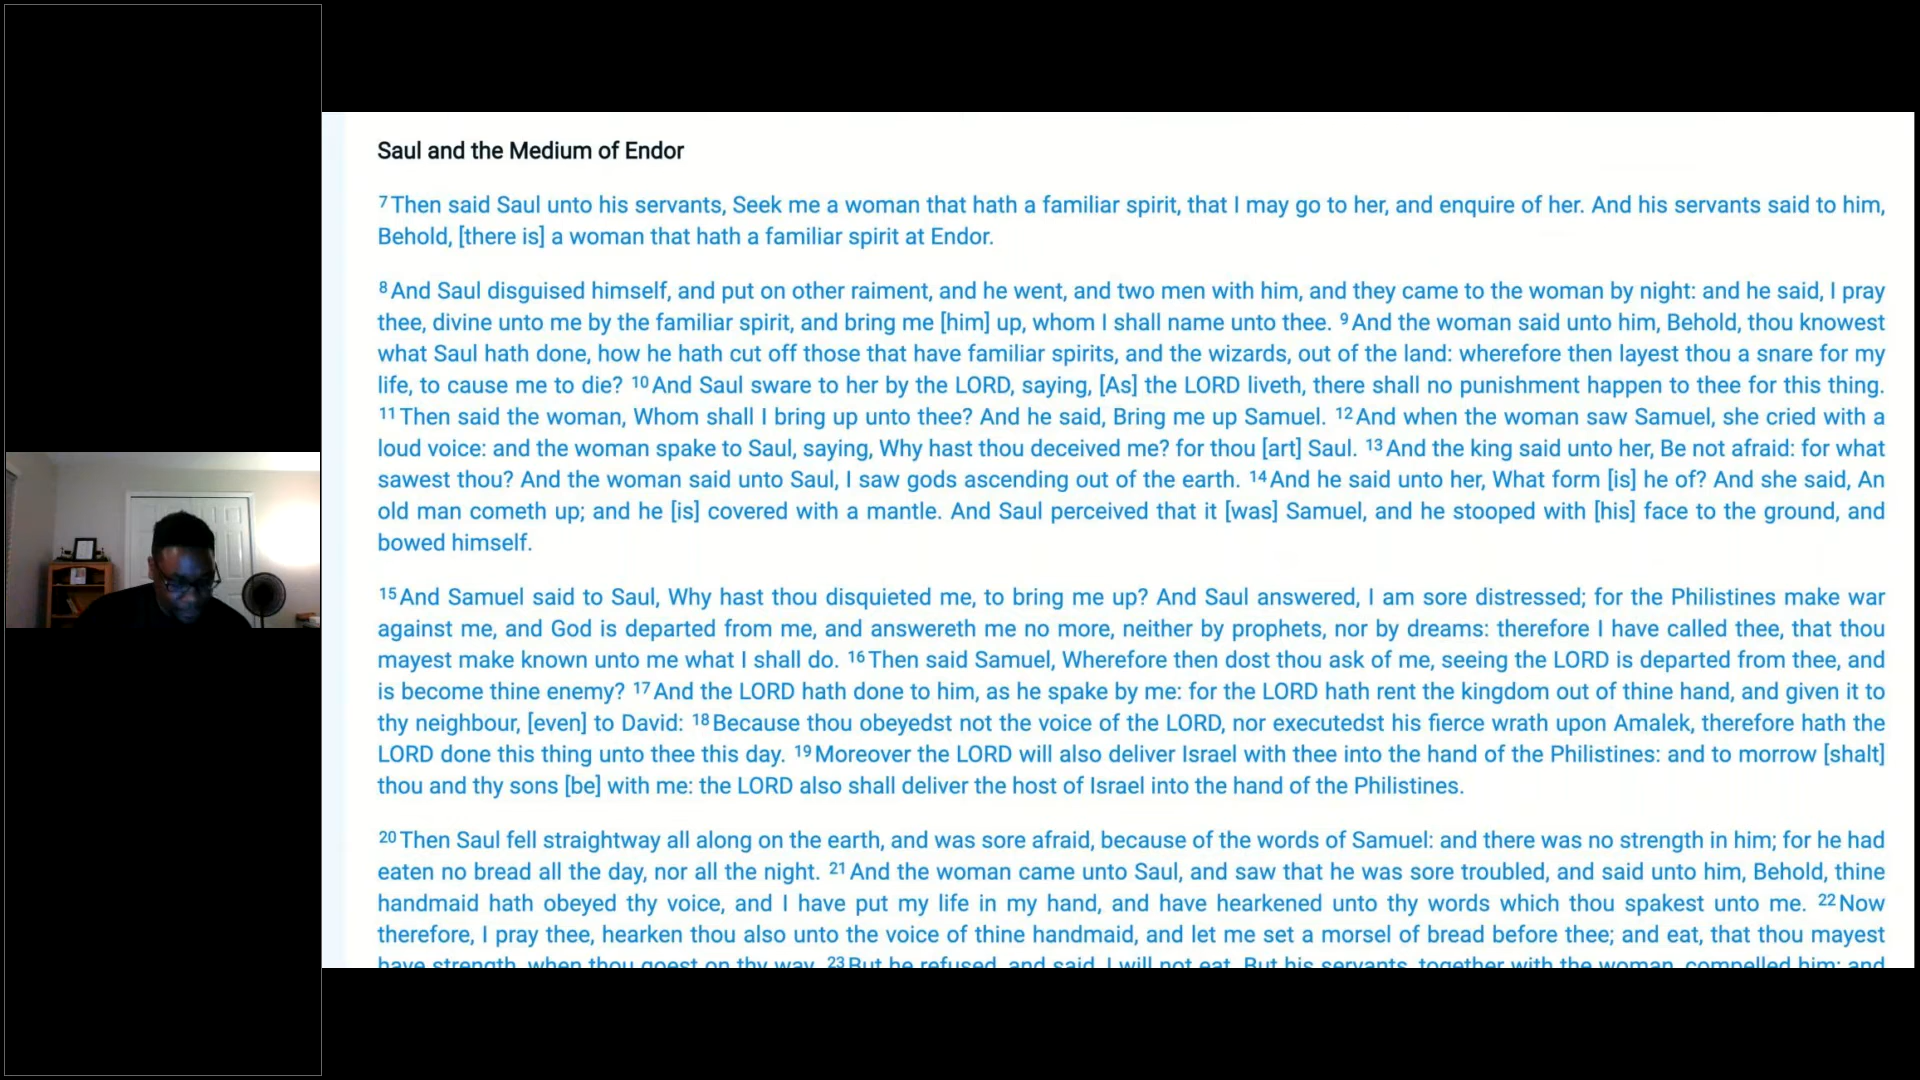 Saul and the Medium of Endor
7 Then said Saul unto his servants, Seek me a woman that hath a familiar spirit, that I may go to her, and enquire of her. And his servants said to him,
Behold, [there is] a woman that hath a familiar spirit at Endor.
8 And Saul disguised himself, and put on other raiment, and he went, and two men with him, and they came to the woman by night: and he said, I pray
thee, divine unto me by the familiar spirit, and bring me [him] up, whom I shall name unto thee. 9 And the woman said unto him, Behold, thou knowest
what Saul hath done, how he hath cut off those that have familiar spirits, and the wizards, out of the land: wherefore then layest thou a snare for my
life, to cause me to die? 10 And Saul sware to her by the LORD, saying, [As] the LORD liveth, there shall no punishment happen to thee for this thing.
11 Then said the woman, Whom shall I bring up unto thee? And he said, Bring me up Samuel. 12 And when the woman saw Samuel, she cried with a
loud voice: and the woman spake to Saul, saying, Why hast thou deceived me? for thou [art] Saul. 13 And the king said unto her, Be not afraid: for what
sawest thou? And the woman said unto Saul, I saw gods ascending out of the earth. 14 And he said unto her, What form [is] he of? And she said, An
old man cometh up; and he [is] covered with a mantle. And Saul perceived that it [was] Samuel, and he stooped with [his] face to the ground, and
bowed himself.
15 And Samuel said to Saul, Why hast thou disquieted me, to bring me up? And Saul answered, I am sore distressed; for the Philistines make war
against me, and God is departed from me, and answereth me no more, neither by prophets, nor by dreams: therefore I have called thee, that thou
mayest make known unto me what I shall do. 16 Then said Samuel, Wherefore then dost thou ask of me, seeing the LORD is departed from thee, and
is become thine enemy? 17 And the LORD hath done to him, as he spake by me: for the LORD hath rent the kingdom out of thine hand, and given it to
thy neighbour, [even] to David: 18 Because thou obeyedst not the voice of the LORD, nor executedst his fierce wrath upon Amalek, therefore hath the
LORD done this thing unto thee this day. 19 Moreover the LORD will also deliver Israel with thee into the hand of the Philistines: and to morrow [shalt]
thou and thy sons [be] with me: the LORD also shall deliver the host of Israel into the hand of the Philistines.
20 Then Saul fell straightway all along on the earth, and was sore afraid, because of the words of Samuel: and there was no strength in him; for he had
eaten no bread all the day, nor all the night. 21 And the woman came unto Saul, and saw that he was sore troubled, and said unto him, Behold, thine
handmaid hath obeyed thy voice, and I have put my life in my hand, and have hearkened unto thy words which thou spakest unto me. 22 Now
therefore, I pray thee, hearken thou also unto the voice of thine handmaid, and let me set a morsel of bread before thee; and eat, that thou mayest
have strength, when thou goest on thy way. 23 But he refused, and said, I will not eat. But his servants, together with the woman, compelled him; and